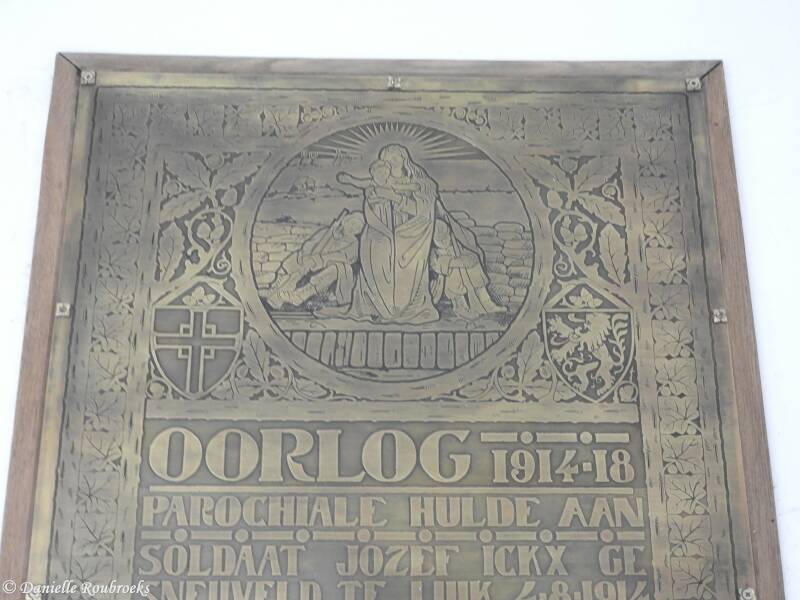 OORLOG 1914-18
PAROCHIALE HULDE AAN
SOLDAAT JOZEF ICKX GE
SNEUVELD TE LUIK 4.8.1914
© Danielle Roubroeks